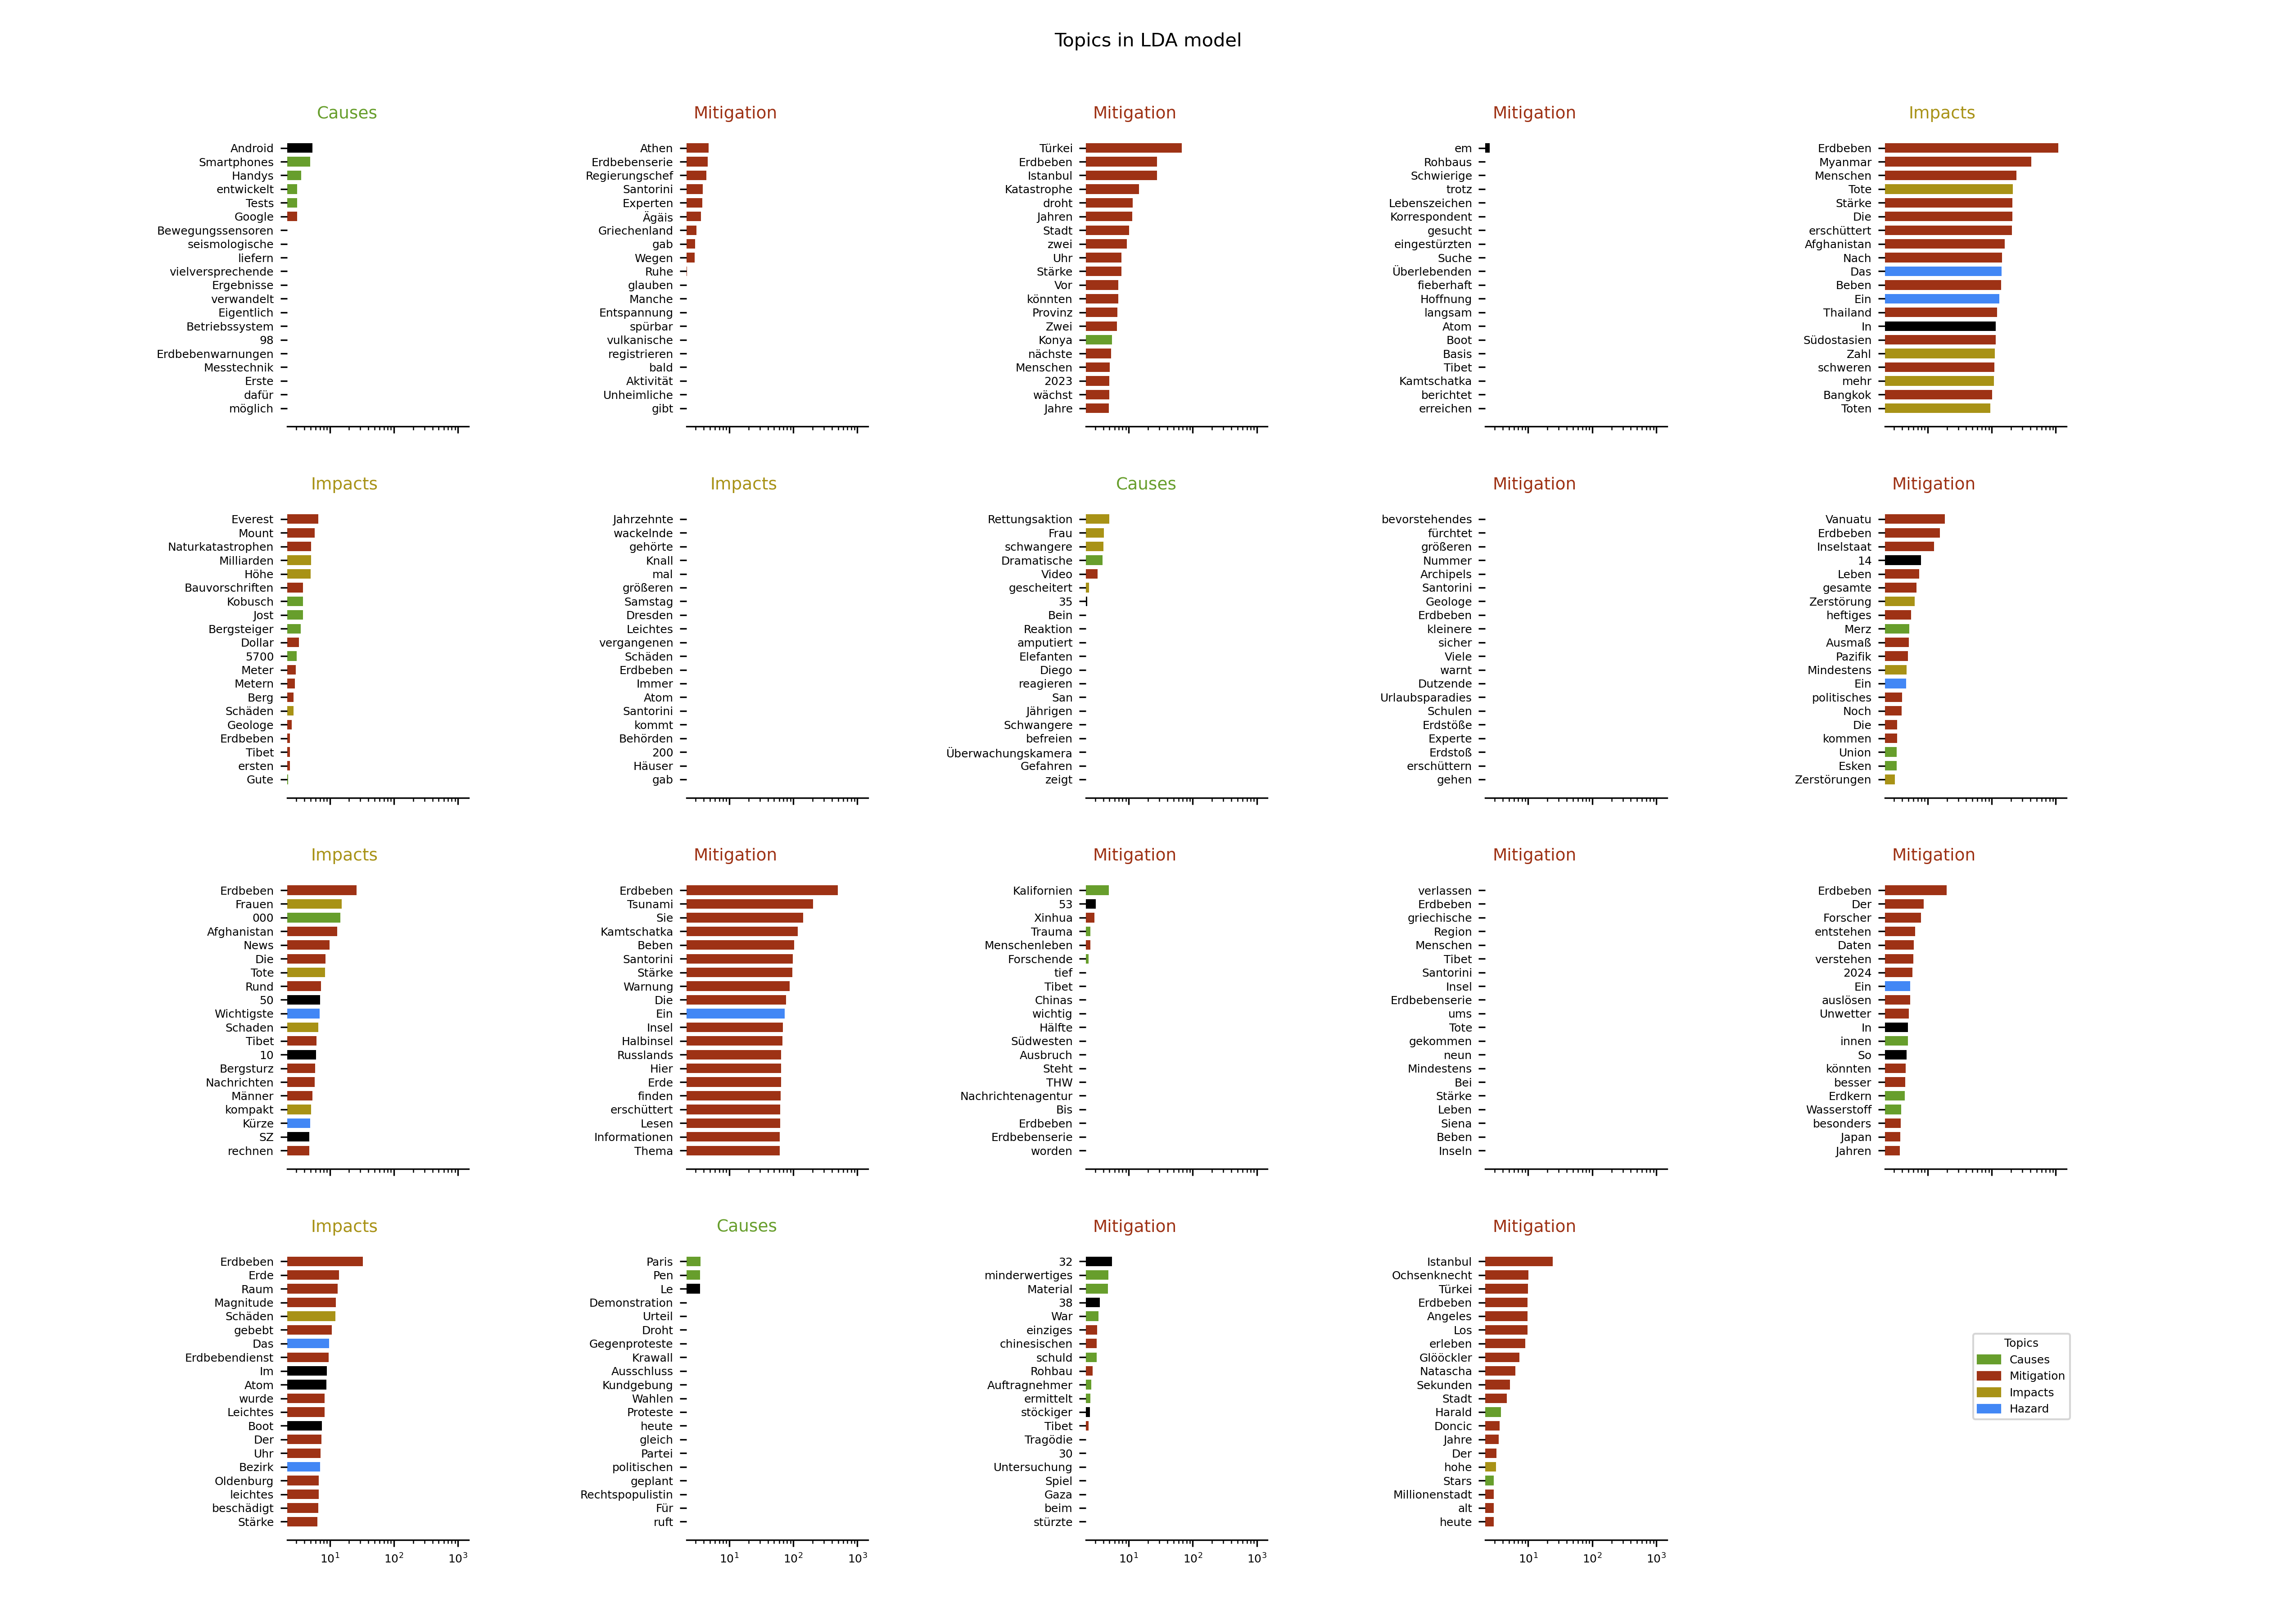 Topics in LDA model
Causes
Android
Smartphones
Handys
entwickelt
Tests
Google
Bewegungssensoren
seismologische
liefern
vielversprechende
Ergebnisse
verwandelt
Eigentlich
Betriebssystem
98
Erdbebenwarnungen
Messtechnik
Erste
dafür
möglich
Mitigation
Athen
Erdbebenserie
Regierungschef
Santorini
Experten
Ägäis
Griechenland
gab
Wegen
Ruhe
glauben
Manche
Entspannung
spürbar
vulkanische
registrieren
bald
Aktivität
Unheimliche
gibt
Mitigation
Türkei
Erdbeben
Istanbul
Katastrophe
droht
Jahren
Stadt
zwei
Uhr
Stärke
Vor
könnten
Provinz
Zwei
Konya
nächste
Menschen
2023
wächst
Jahre
Mitigation
em
Rohbaus
Schwierige
trotz
Lebenszeichen
Korrespondent
gesucht
eingestürzten
Suche
Überlebenden
fieberhaft
Hoffnung
langsam
Atom
Boot
Basis
Tibet
Kamtschatka
berichtet
erreichen
Impacts
Erdbeben
Myanmar
Menschen
Tote
Stärke
Die
erschüttert
Afghanistan
Nach
Das
Beben
Ein
Thailand
In
Südostasien
Zahl
schweren
mehr
Bangkok
Toten
Impacts
Everest
Mount
Naturkatastrophen
Milliarden
Höhe
Bauvorschriften
Kobusch
Jost
Bergsteiger
Dollar
5700
Meter
Metern
Berg
Schäden
Geologe
Erdbeben
Tibet
ersten
Gute
Impacts
Jahrzehnte
wackelnde
gehörte
Knall
mal
größeren
Samstag
Dresden
Leichtes
vergangenen
Schäden
Erdbeben
Immer
Atom
Santorini
kommt
Behörden
200
Häuser
gab
Causes
Rettungsaktion
Frau
schwangere
Dramatische
Video
gescheitert
35
Bein
Reaktion
amputiert
Elefanten
Diego
reagieren
San
Jährigen
Schwangere
befreien
Überwachungskamera
Gefahren
zeigt
Mitigation
bevorstehendes
fürchtet
größeren
Nummer
Archipels
Santorini
Geologe
Erdbeben
kleinere
sicher
Viele
warnt
Dutzende
Urlaubsparadies
Schulen
Erdstöße
Experte
Erdstoß
erschüttern
gehen
Mitigation
Vanuatu
Erdbeben
Inselstaat
14
Leben
gesamte
Zerstörung
heftiges
Merz
Ausmaß
Pazifik
Mindestens
Ein
politisches
Noch
Die
kommen
Union
Esken
Zerstörungen
Impacts
Erdbeben
Frauen
000
Afghanistan
News
Die
Tote
Rund
50
Wichtigste
Schaden
Tibet
10
Bergsturz
Nachrichten
Männer
kompakt
Kürze
SZ
rechnen
Mitigation
Erdbeben
Tsunami
Sie
Kamtschatka
Beben
Santorini
Stärke
Warnung
Die
Ein
Insel
Halbinsel
Russlands
Hier
Erde
finden
erschüttert
Lesen
Informationen
Thema
Mitigation
Kalifornien
53
Xinhua
Trauma
Menschenleben
Forschende
tief
Tibet
Chinas
wichtig
Hälfte
Südwesten
Ausbruch
Steht
THW
Nachrichtenagentur
Bis
Erdbeben
Erdbebenserie
worden
Mitigation
verlassen
Erdbeben
griechische
Region
Menschen
Tibet
Santorini
Insel
Erdbebenserie
ums
Tote
gekommen
neun
Mindestens
Bei
Stärke
Leben
Siena
Beben
Inseln
Mitigation
Erdbeben
Der
Forscher
entstehen
Daten
verstehen
2024
Ein
auslösen
Unwetter
In
innen
So
könnten
besser
Erdkern
Wasserstoff
besonders
Japan
Jahren
Impacts
Erdbeben
Erde
Raum
Magnitude
Schäden
gebebt
Das
Erdbebendienst
Im
Atom
wurde
Leichtes
Boot
Der
Uhr
Bezirk
Oldenburg
leichtes
beschädigt
Stärke
10¹ 10² 10³
Causes
Paris
Pen
Le
Demonstration
Urteil
Droht
Gegenproteste
Krawall
Ausschluss
Kundgebung
Wahlen
Proteste
heute
gleich
Partei
politischen
geplant
Rechtspopulistin
Für
ruft
10¹ 10² 10³
Mitigation
32
minderwertiges
Material
38
War
einziges
chinesischen
schuld
Rohbau
Auftragnehmer
ermittelt
stöckiger
Tibet
Tragödie
30
Untersuchung
Spiel
Gaza
beim
stürzte
10¹ 10² 10³
Mitigation
Istanbul
Ochsenknecht
Türkei
Erdbeben
Angeles
Los
erleben
Glööckler
Natascha
Sekunden
Stadt
Harald
Doncic
Jahre
Der
hohe
Stars
Millionenstadt
alt
heute
10¹ 10² 10³
Topics
Causes
Mitigation
Impacts
Hazard